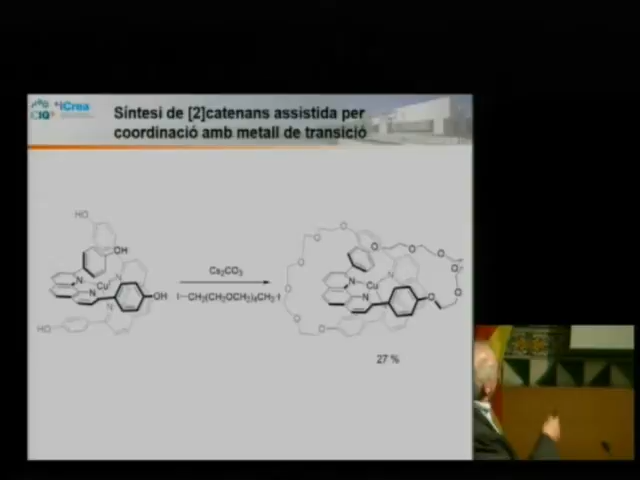 iCrea
ICIQ
Síntesi de [2]catenans assistida per
coordinació amb metall de transició
HO
OH
N
N
Cu
N
OH
HO
Cs₂CO₃
I—CH₂(CH₂OCH₂)₄CH₂-I
O
O
O
O
O
O
O
O
O
O
N
N
Cu
N
O
27 %